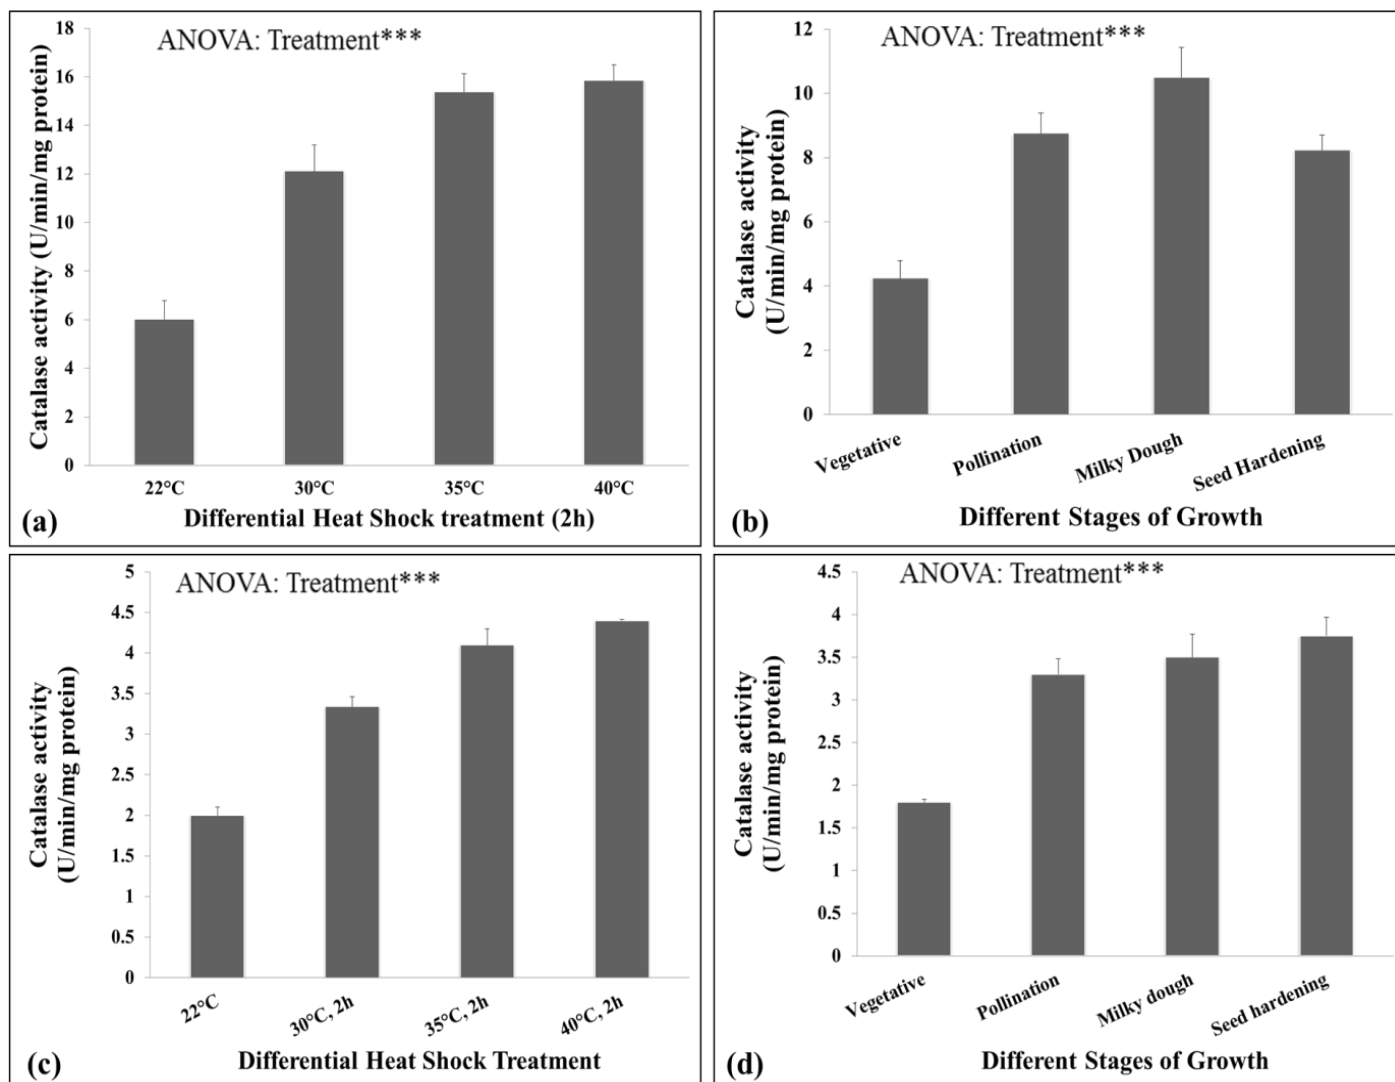 ANOVA: Treatment***
Catalase activity (U/min/mg protein)
18
16
14
12
10
8
6
4
2
0
22°C
30°C
35°C
40°C
(a)
Differential Heat Shock treatment (2h)
ANOVA: Treatment***
Catalase activity
(U/min/mg protein)
12
10
8
6
4
2
0
Vegetative
Pollination
Milky Dough
Seed Hardening
(b)
Different Stages of Growth
ANOVA: Treatment***
Catalase activity
(U/min/mg protein)
5
4.5
4
3.5
3
2.5
2
1.5
1
0.5
0
22°C
30°C, 2h
35°C, 2h
40°C, 2h
(c)
Differential Heat Shock Treatment
ANOVA: Treatment***
Catalase activity
(U/min/mg protein)
4.5
4
3.5
3
2.5
2
1.5
1
0.5
0
Vegetative
Pollination
Milky dough
Seed hardening
(d)
Different Stages of Growth